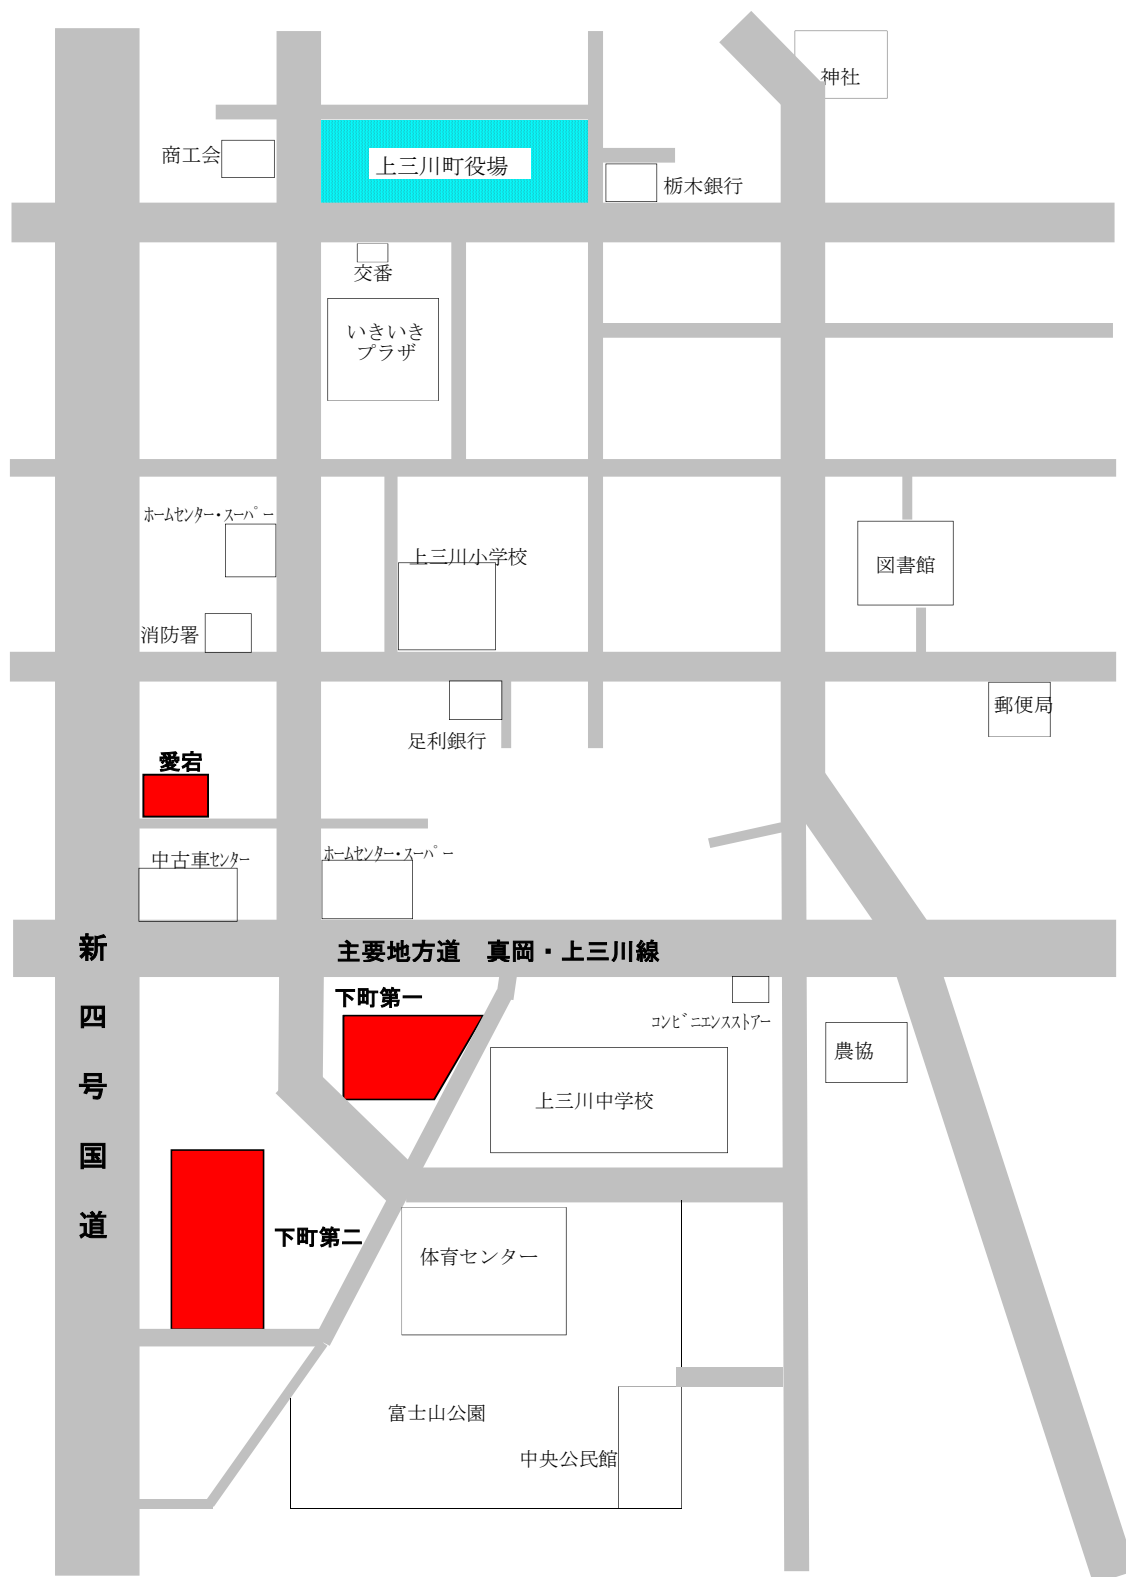 神社
商工会
上三川町役場
栃木銀行
交番
いきいき
プラザ
ホームセンター・スーパー
上三川小学校
図書館
消防署
郵便局
足利銀行
愛宕
中古車センター
ホームセンター・スーパー
新四号国道
主要地方道 真岡・上三川線
下町第一
コンビニエンスストアー
農協
上三川中学校
下町第二
体育センター
富士山公園
中央公民館